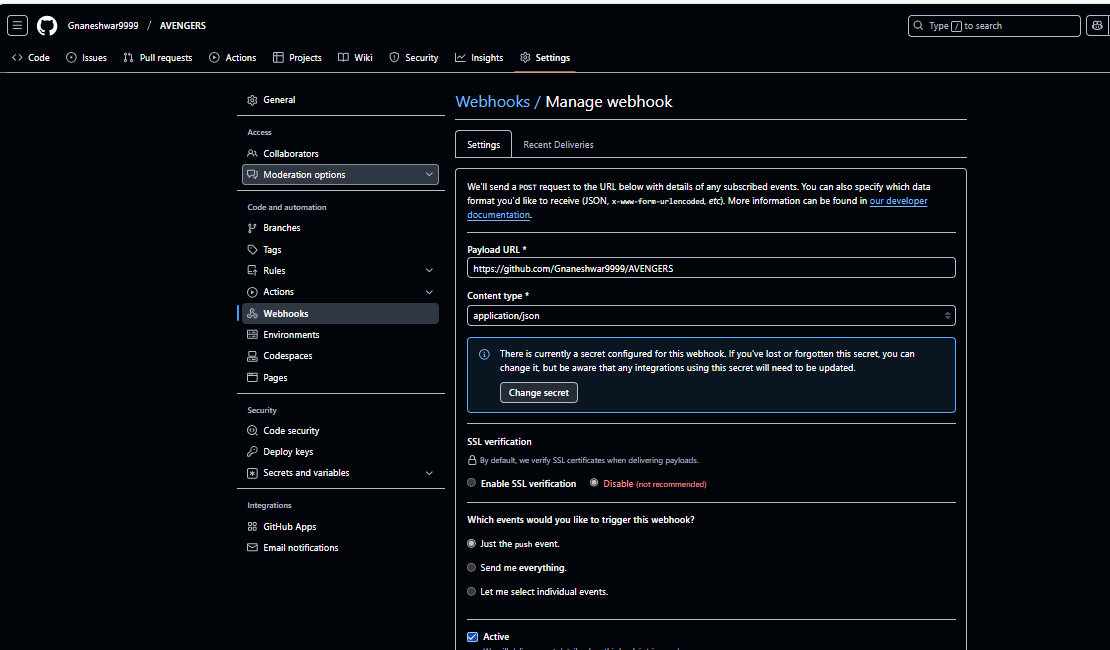 Gnaneshwar9999 / AVENGERS
Type / to search
Code Issues Pull requests Actions Projects Wiki Security Insights Settings
General
Access
Collaborators
Moderation options
Code and automation
Branches
Tags
Rules
Actions
Webhooks
Environments
Codespaces
Pages
Security
Code security
Deploy keys
Secrets and variables
Integrations
GitHub Apps
Email notifications
Webhooks / Manage webhook
Settings Recent Deliveries
We'll send a POST request to the URL below with details of any subscribed events. You can also specify which data
format you'd like to receive (JSON, x-www-form-urlencoded, etc). More information can be found in our developer
documentation.
Payload URL *
https://github.com/Gnaneshwar9999/AVENGERS
Content type *
application/json
There is currently a secret configured for this webhook. If you've lost or forgotten this secret, you can
change it, but be aware that any integrations using this secret will need to be updated.
Change secret
SSL verification
By default, we verify SSL certificates when delivering payloads.
Enable SSL verification Disable (not recommended)
Which events would you like to trigger this webhook?
Just the push event.
Send me everything.
Let me select individual events.
Active